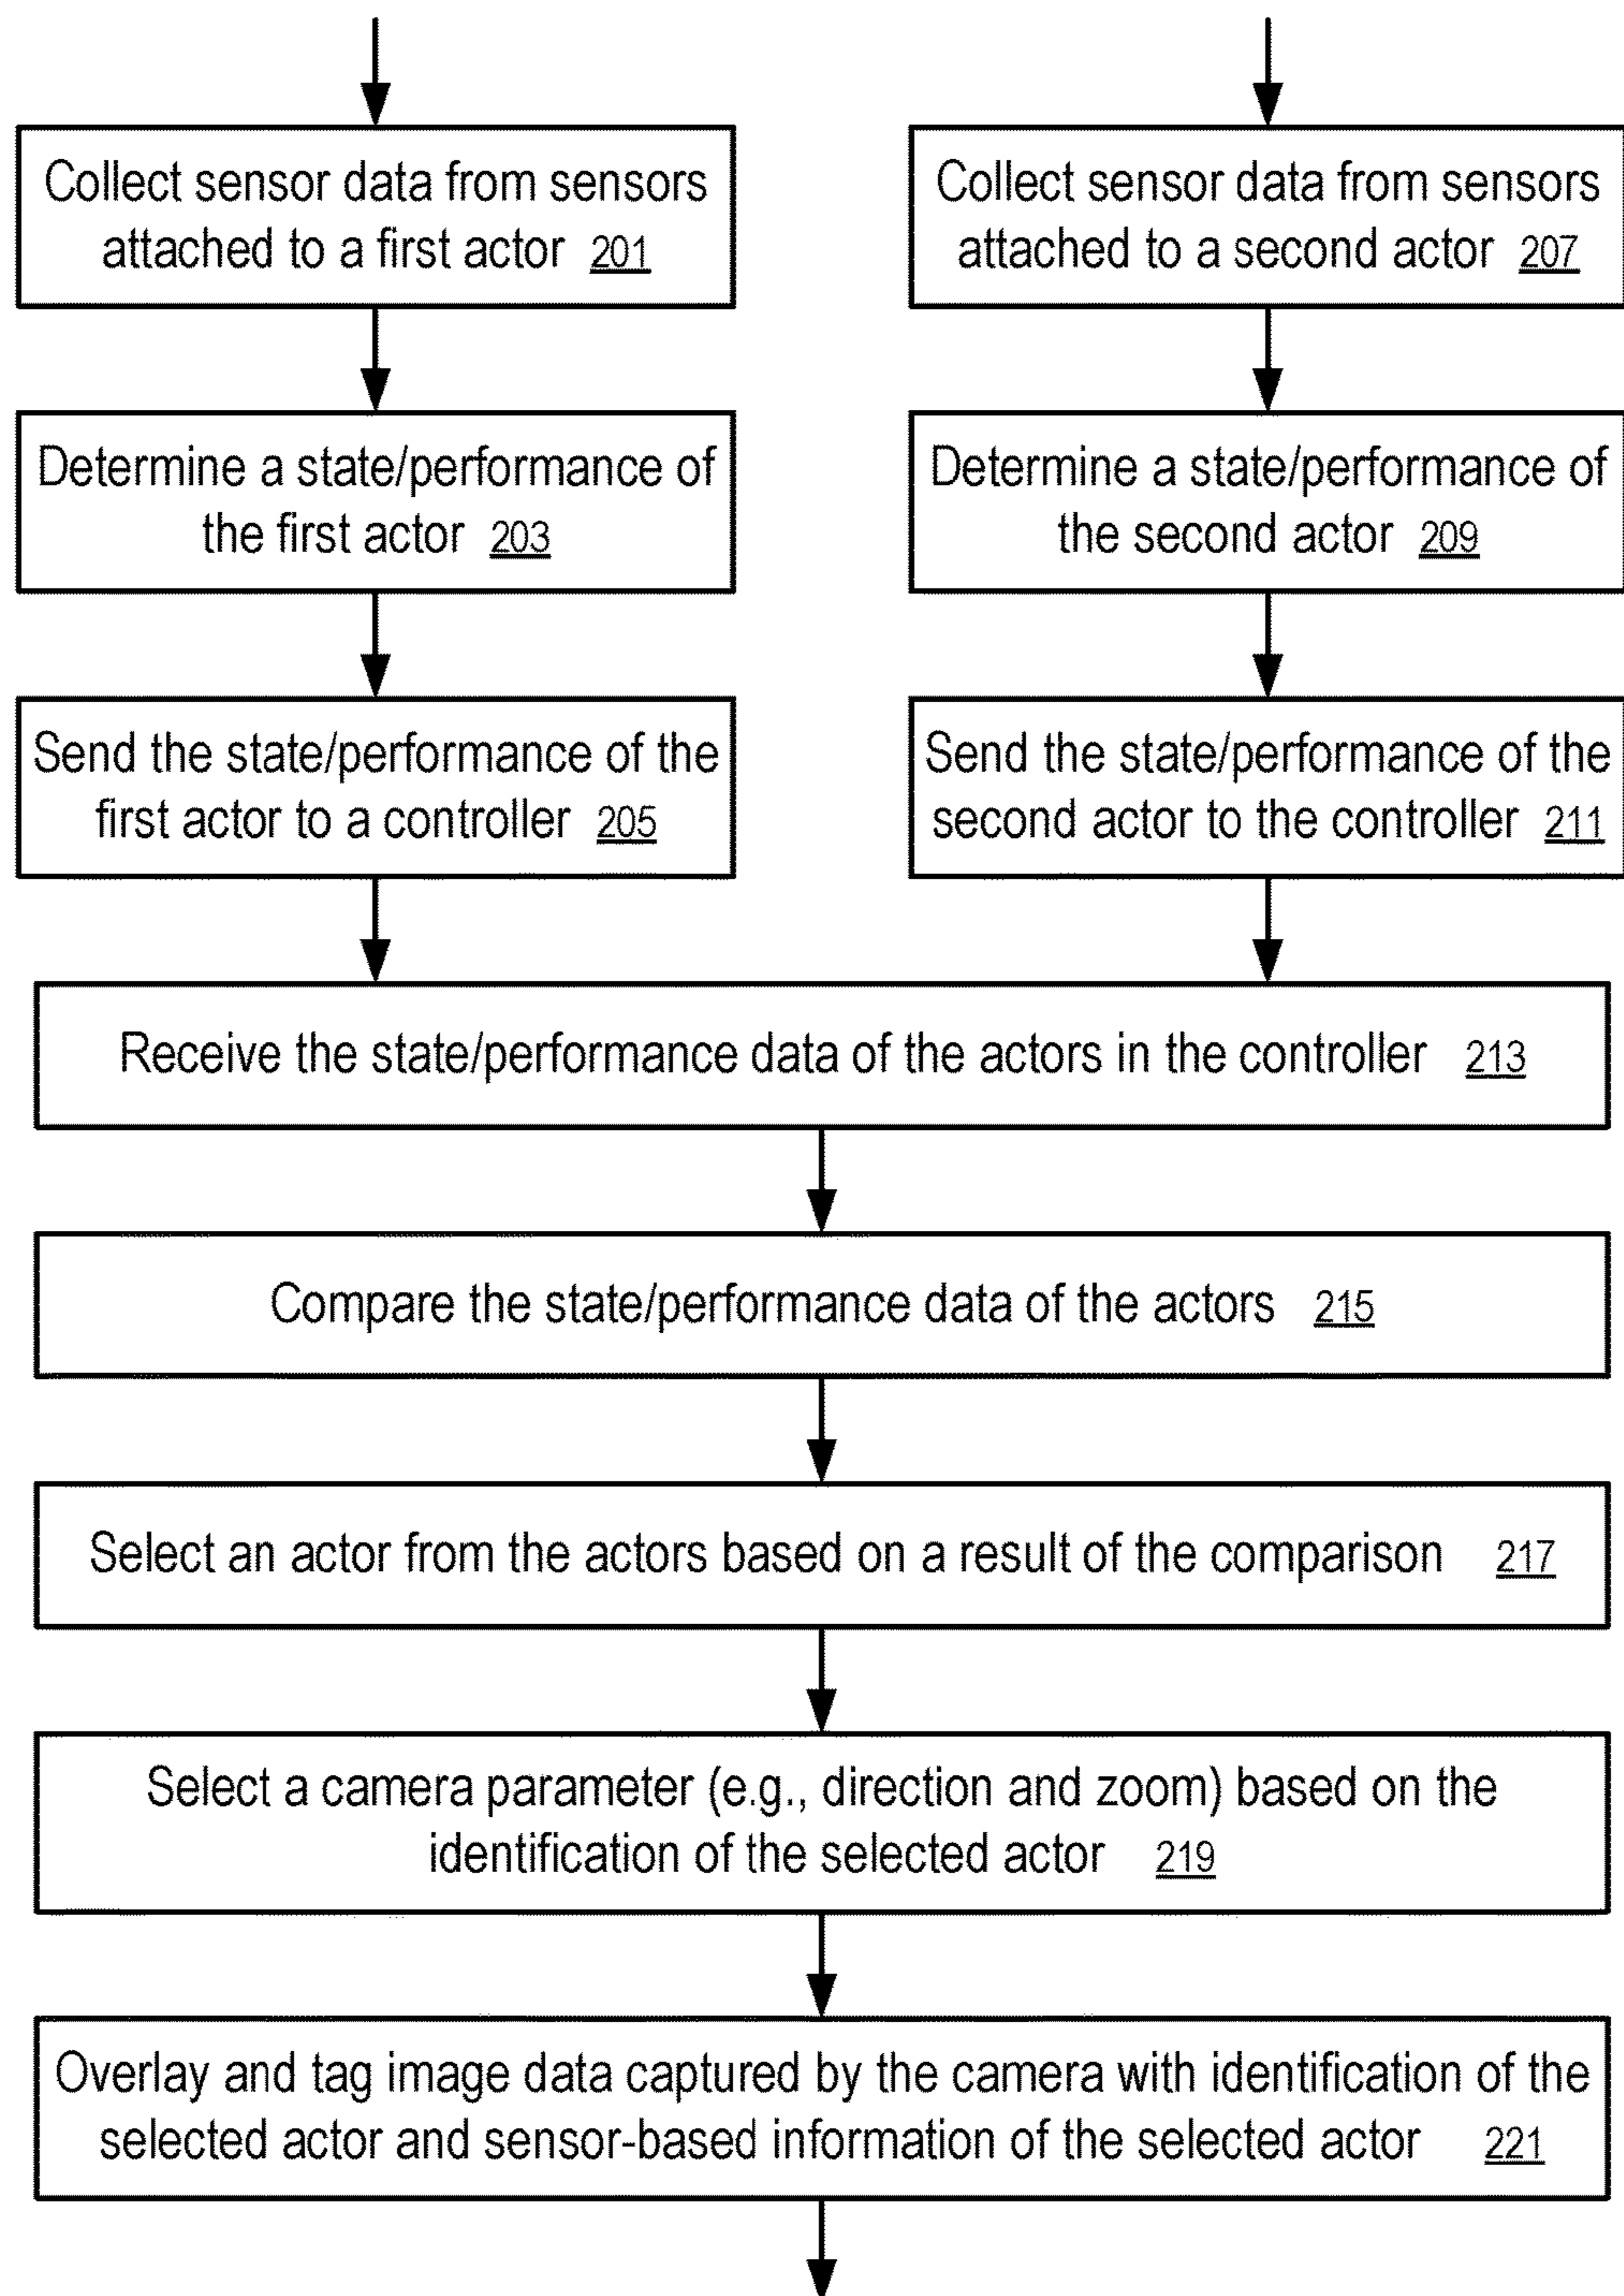 Collect sensor data from sensors
attached to a first actor 201
Collect sensor data from sensors
attached to a second actor 207
Determine a state/performance of
the first actor 203
Determine a state/performance of
the second actor 209
Send the state/performance of the
first actor to a controller 205
Send the state/performance of the
second actor to the controller 211
Receive the state/performance data of the actors in the controller 213
Compare the state/performance data of the actors 215
Select an actor from the actors based on a result of the comparison 217
Select a camera parameter (e.g., direction and zoom) based on the
identification of the selected actor 219
Overlay and tag image data captured by the camera with identification of the
selected actor and sensor-based information of the selected actor 221